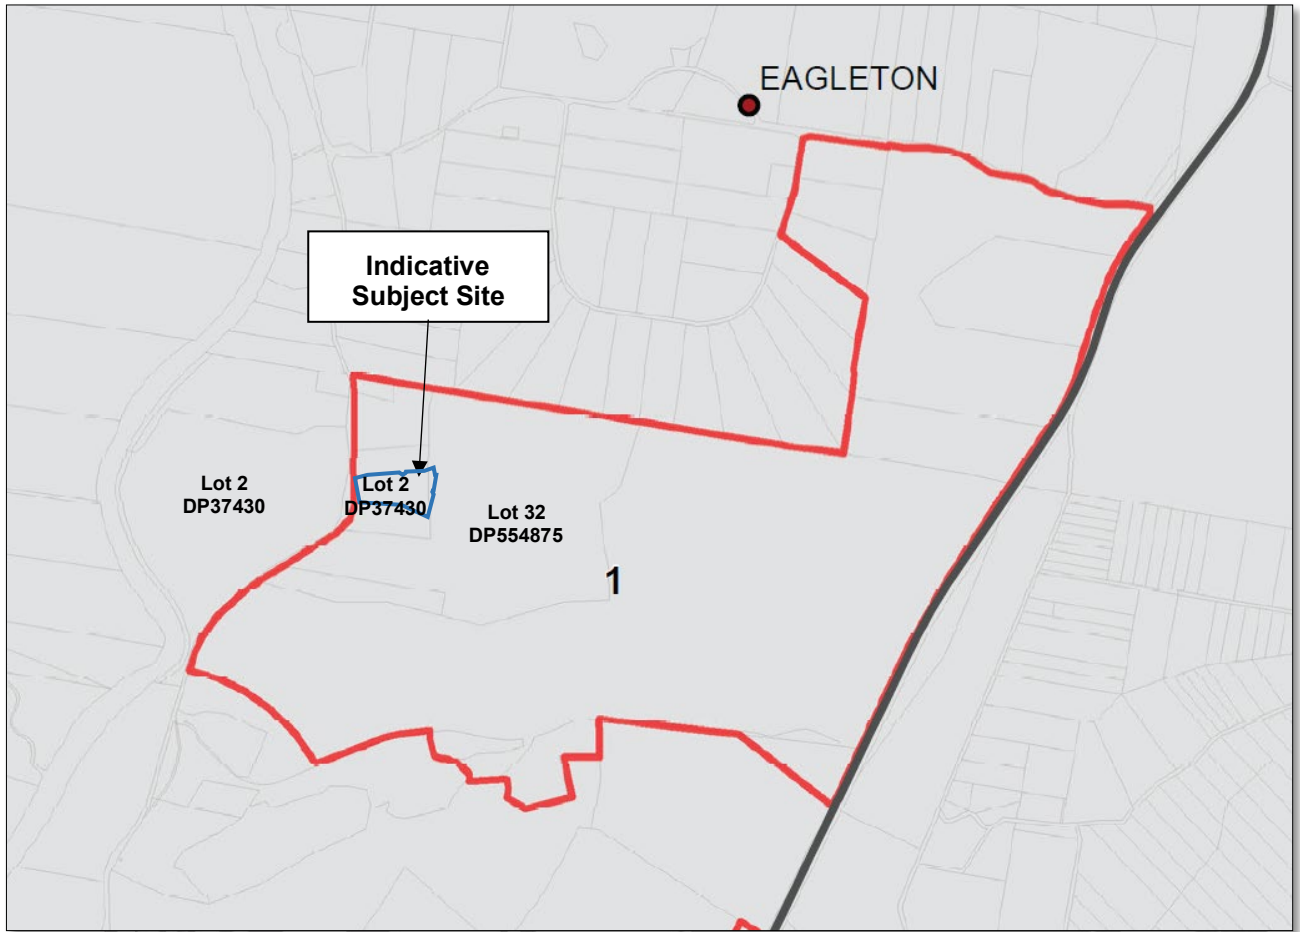 EAGLETON
Indicative
Subject Site
Lot 2
DP37430
Lot 2
DP37430
Lot 32
DP554875
1